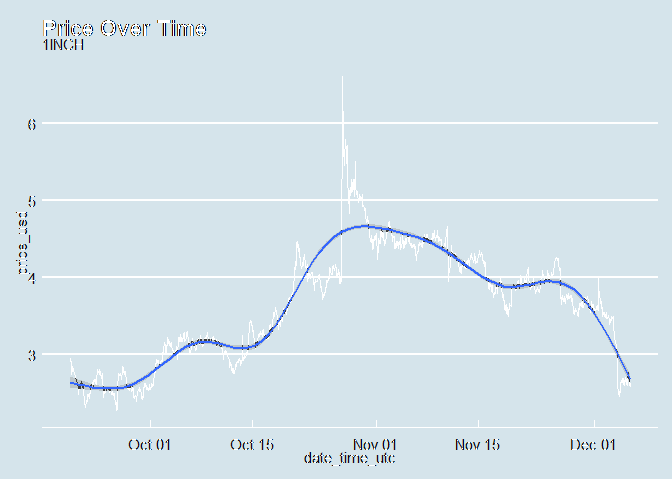 Price Over Time
1INCH
6
5
4
3
price_usd
Oct 01 Oct 15 Nov 01 Nov 15 Dec 01
date_time_utc